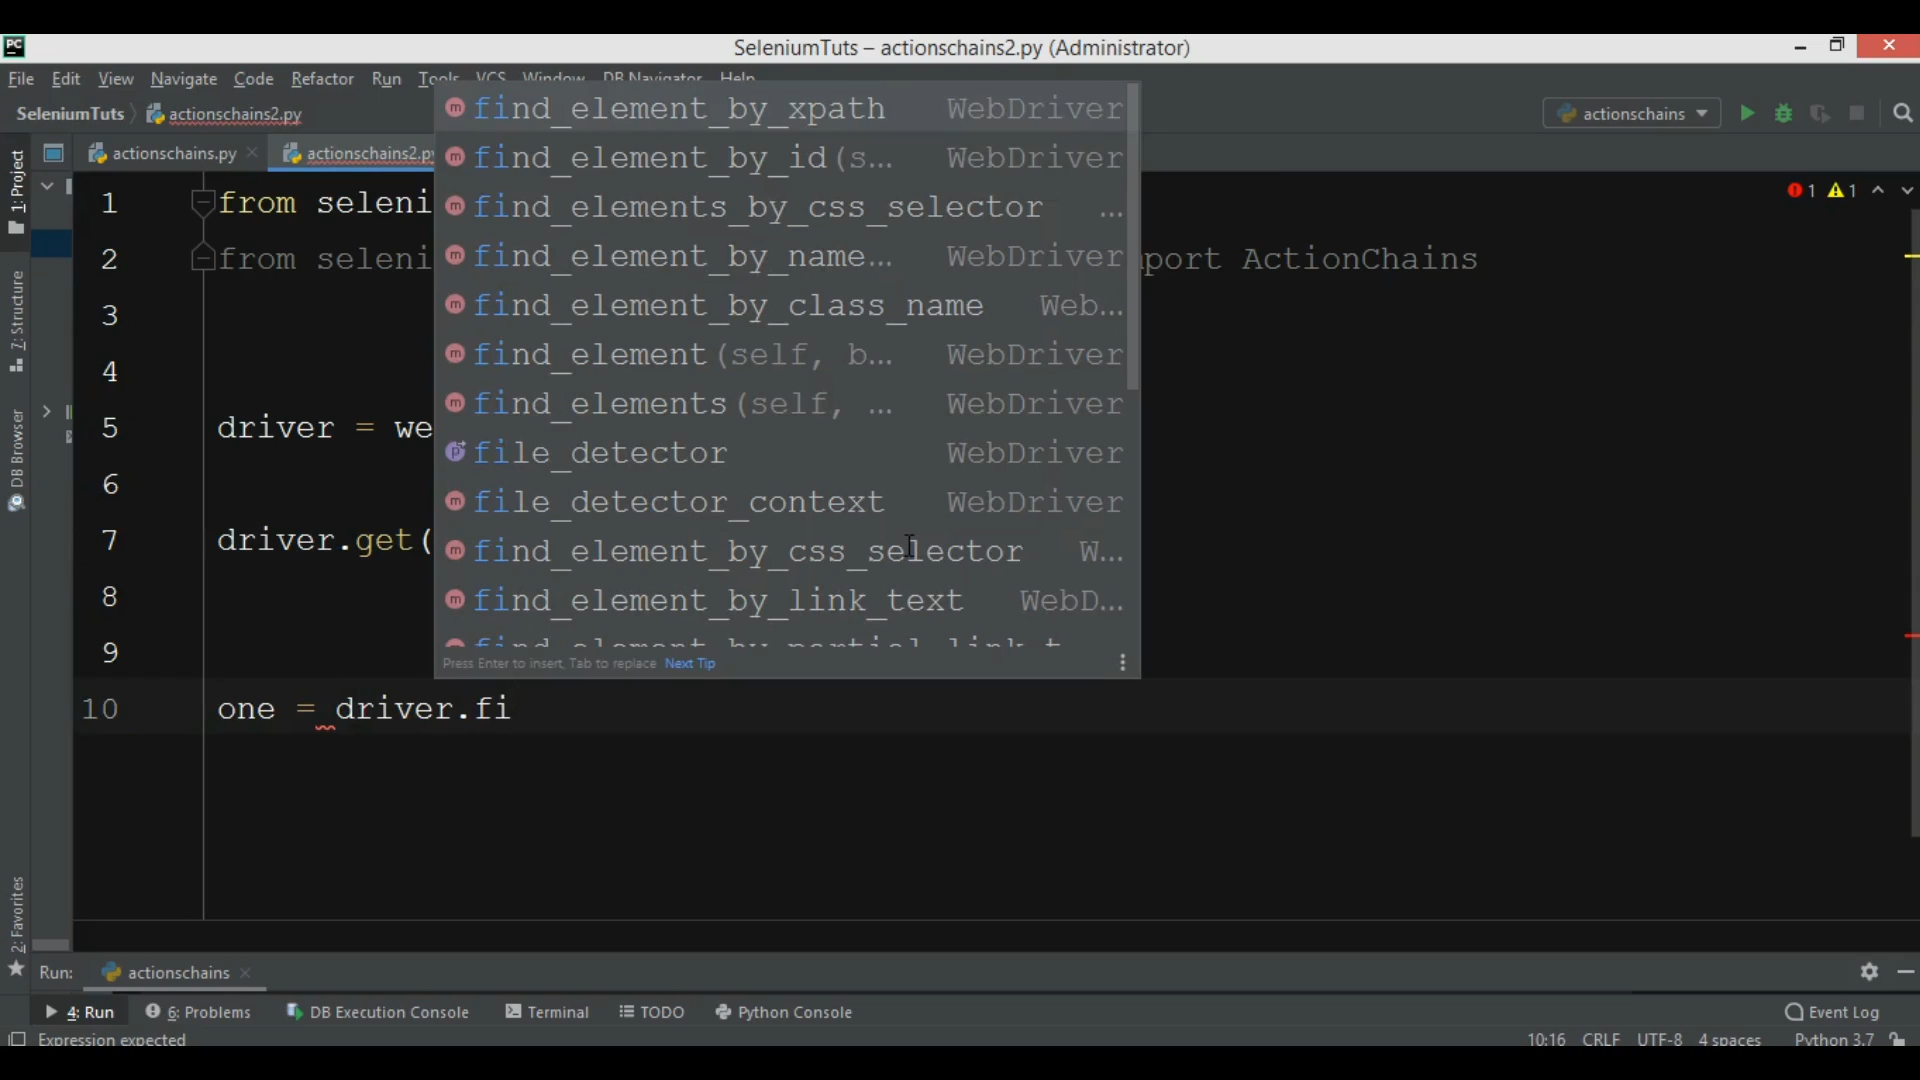 SeleniumTuts – actionschains2.py (Administrator)
File Edit View Navigate Code Refactor Run Tools VCS Window DB Navigator Help
SeleniumTuts actionschains2.py actionschains
actionschains.py actionschains2.py
1: Project
7: Structure
DB Browser
2: Favorites
1 from seleni
2 from seleni port ActionChains
3
4
5 driver = we
6
7 driver.get(
8
9
10 one = driver.fi
1 1
find_element_by_xpath WebDriver
find_element_by_id(s... WebDriver
find_elements_by_css_selector ...
find_element_by_name... WebDriver
find_element_by_class_name Web...
find_element(self, b... WebDriver
find_elements(self, ... WebDriver
file_detector WebDriver
file_detector_context WebDriver
find_element_by_css_selector W...
find_element_by_link_text WebD...
find_element_by_partial_link_t
Press Enter to insert, Tab to replace Next Tip
Run: actionschains
4: Run 6: Problems DB Execution Console Terminal TODO Python Console Event Log
Expression expected 10:16 CRLF UTF-8 4 spaces Python 3.7